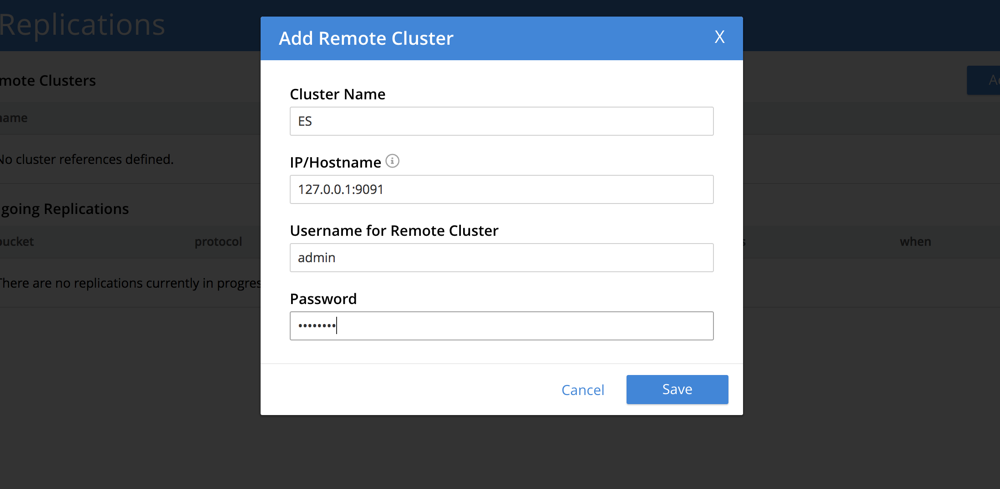 Replications
Add Remote Cluster X
mote Clusters
Cluster Name
name
ES
No cluster references defined.
IP/Hostname
127.0.0.1:9091
going Replications
Username for Remote Cluster
bucket protocol when
admin
There are no replications currently in progres
Password
••••••••
Cancel Save